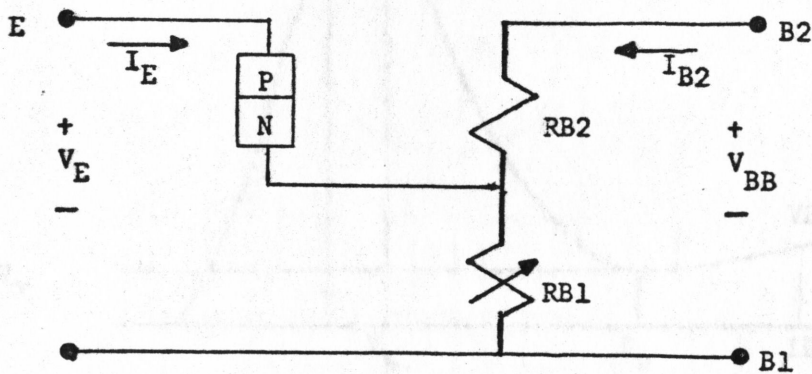 E
B2
I_E
I_B2
P
N
RB2
+
V_E
−
+
V_BB
−
RB1
B1